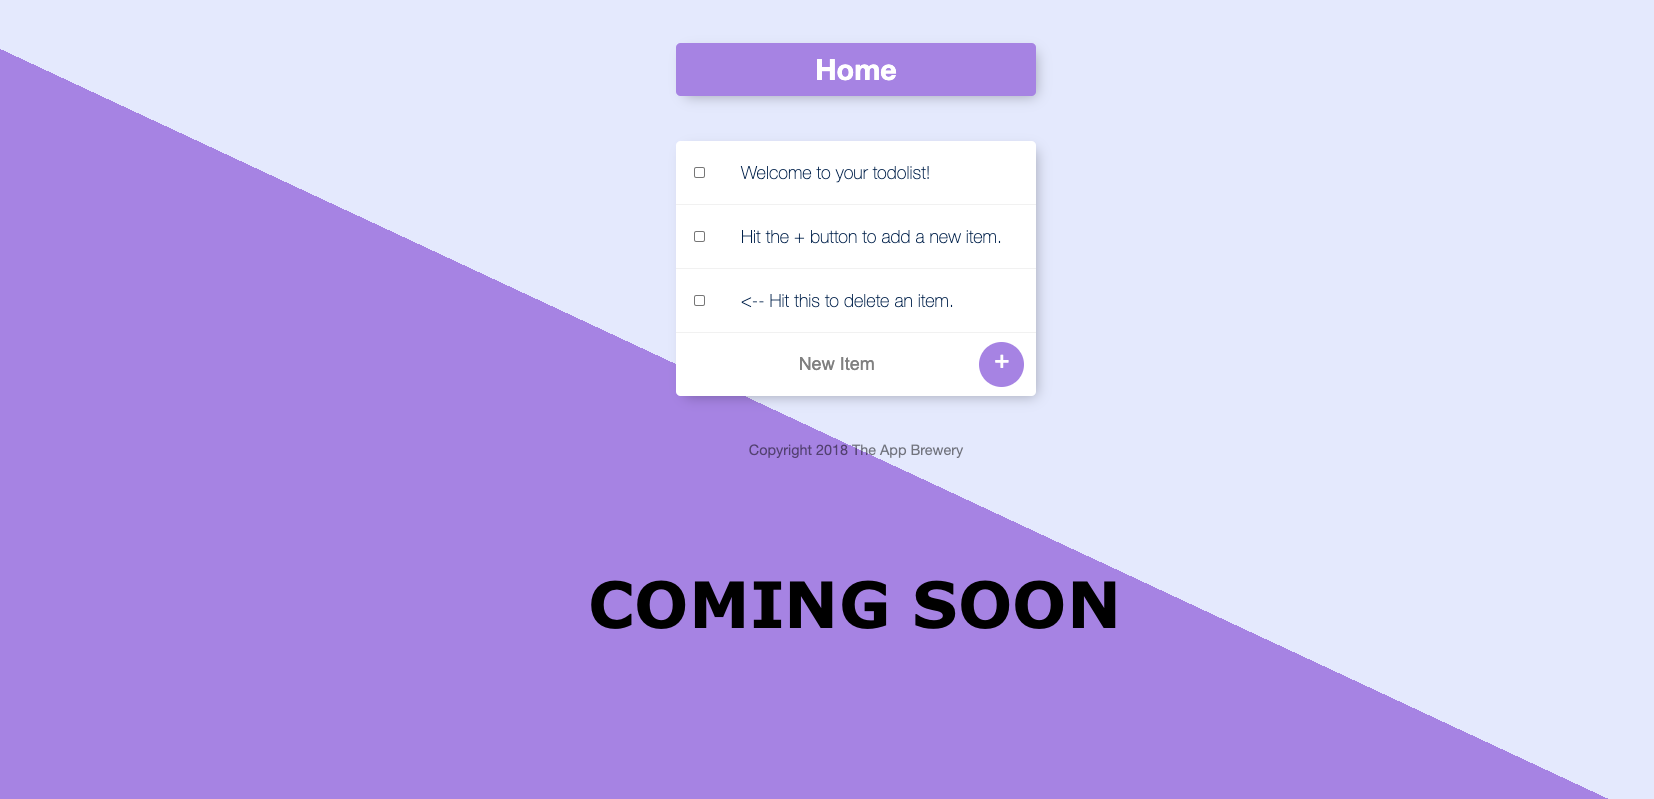 Home
Welcome to your todolist!
Hit the + button to add a new item.
<-- Hit this to delete an item.
New Item +
Copyright 2018 The App Brewery
COMING SOON